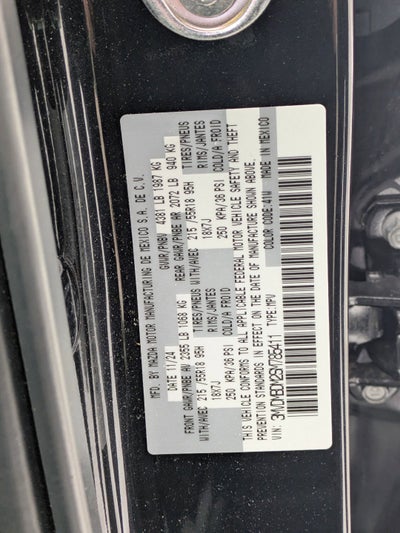 MFD. BY MAZDA MOTOR MANUFACTURING DE MEXICO S.A. DE C.V.
DATE: 11/24 GVWR/PNBV 4281 LB 1987 KG
FRONT GAWR/PNBE AV 2355 LB 1068 KG REAR GAWR/PNBE AR 2072 LB 940 KG
WITH/AVEC TIRES/PNEUS WITH/AVEC TIRES/PNEUS
215/55R18 95H RIMS/JANTES 215/55R18 95H RIMS/JANTES
18X7J COLD/A FROID 18X7J COLD/A FROID
250 KPA/36 PSI 250 KPA/36 PSI
THIS VEHICLE CONFORMS TO ALL APPLICABLE FEDERAL MOTOR VEHICLE SAFETY AND THEFT
PREVENTION STANDARDS IN EFFECT ON THE DATE OF MANUFACTURE SHOWN ABOVE.
VIN: 3MVDMBDM2SM785411 TYPE:MPV COLOR CODE:41W MADE IN MEXICO